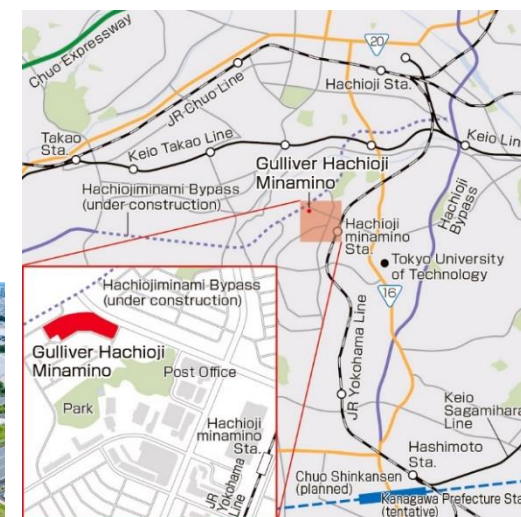 Chuo Expressway
20
JR Chuo Line
Hachioji Sta.
Takao
Sta.
Keio Takao Line
Keio Line
Gulliver Hachioji
Minamino
Hachiojiminami Bypass
(under construction)
Hachioji
Bypass
Hachioji
minamino
Sta.
Tokyo University
of Technology
16
JR Yokohama Line
Keio
Sagamihara
Line
Hashimoto
Sta.
Chuo Shinkansen
(planned)
Kanagawa Prefecture Sta
(tentative)
Hachiojiminami Bypass
(under construction)
Gulliver Hachioji
Minamino
Post Office
Park
Hachioji
minamino
Sta.
JR
Yokohama
Line